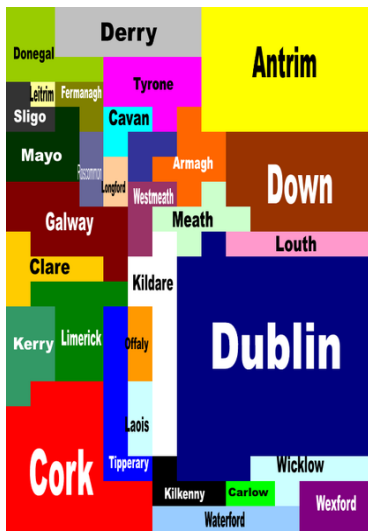 Derry
Donegal
Antrim
Tyrone
Leitrim
Fermanagh
Sligo
Cavan
Mayo
Armagh
Roscommon
Longford
Westmeath
Down
Meath
Galway
Louth
Clare
Kildare
Kerry
Limerick
Offaly
Dublin
Laois
Cork
Tipperary
Wicklow
Kilkenny
Carlow
Wexford
Waterford